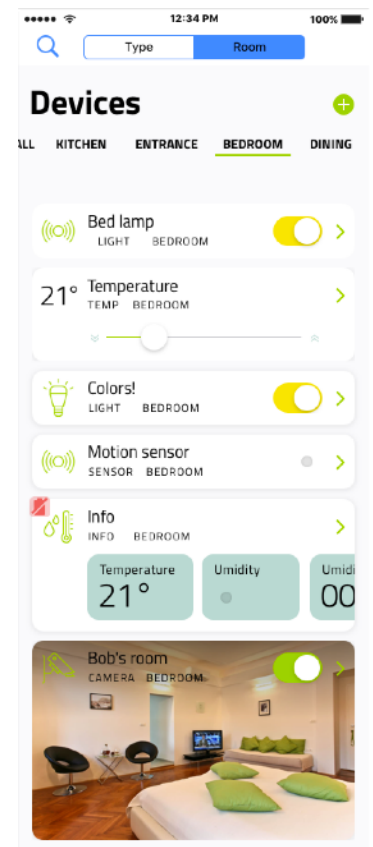 12:34 PM 100%
Type Room
Devices
ALL KITCHEN ENTRANCE BEDROOM DINING
Bed lamp
LIGHT BEDROOM
21° Temperature
TEMP BEDROOM
Colors!
LIGHT BEDROOM
Motion sensor
SENSOR BEDROOM
Info
INFO BEDROOM
Temperature Umidity Umidi
21° 00
Bob's room
CAMERA BEDROOM